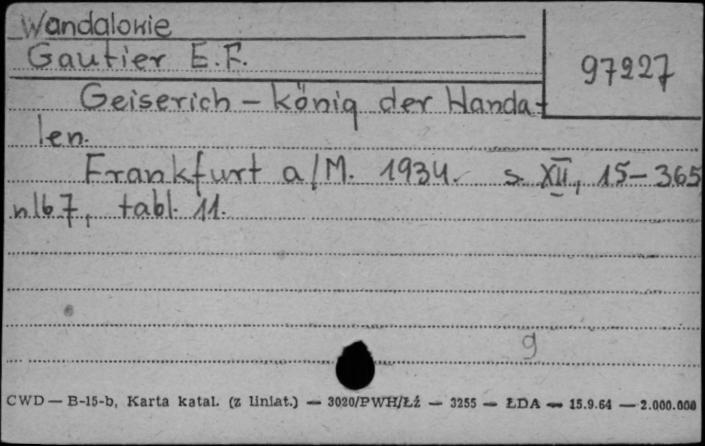 Wandalowie
Gautier E.F.
97227
Geiserich – König der Wanda-
len.
Frankfurt a/M. 1934. s. XII, 15–365
nlb 7, tabl. 11.
9
CWD — B-15-b, Karta katal. (z liniat.) — 3020/PWH/Łź — 3255 — ŁDA — 15.9.64 — 2.000.000